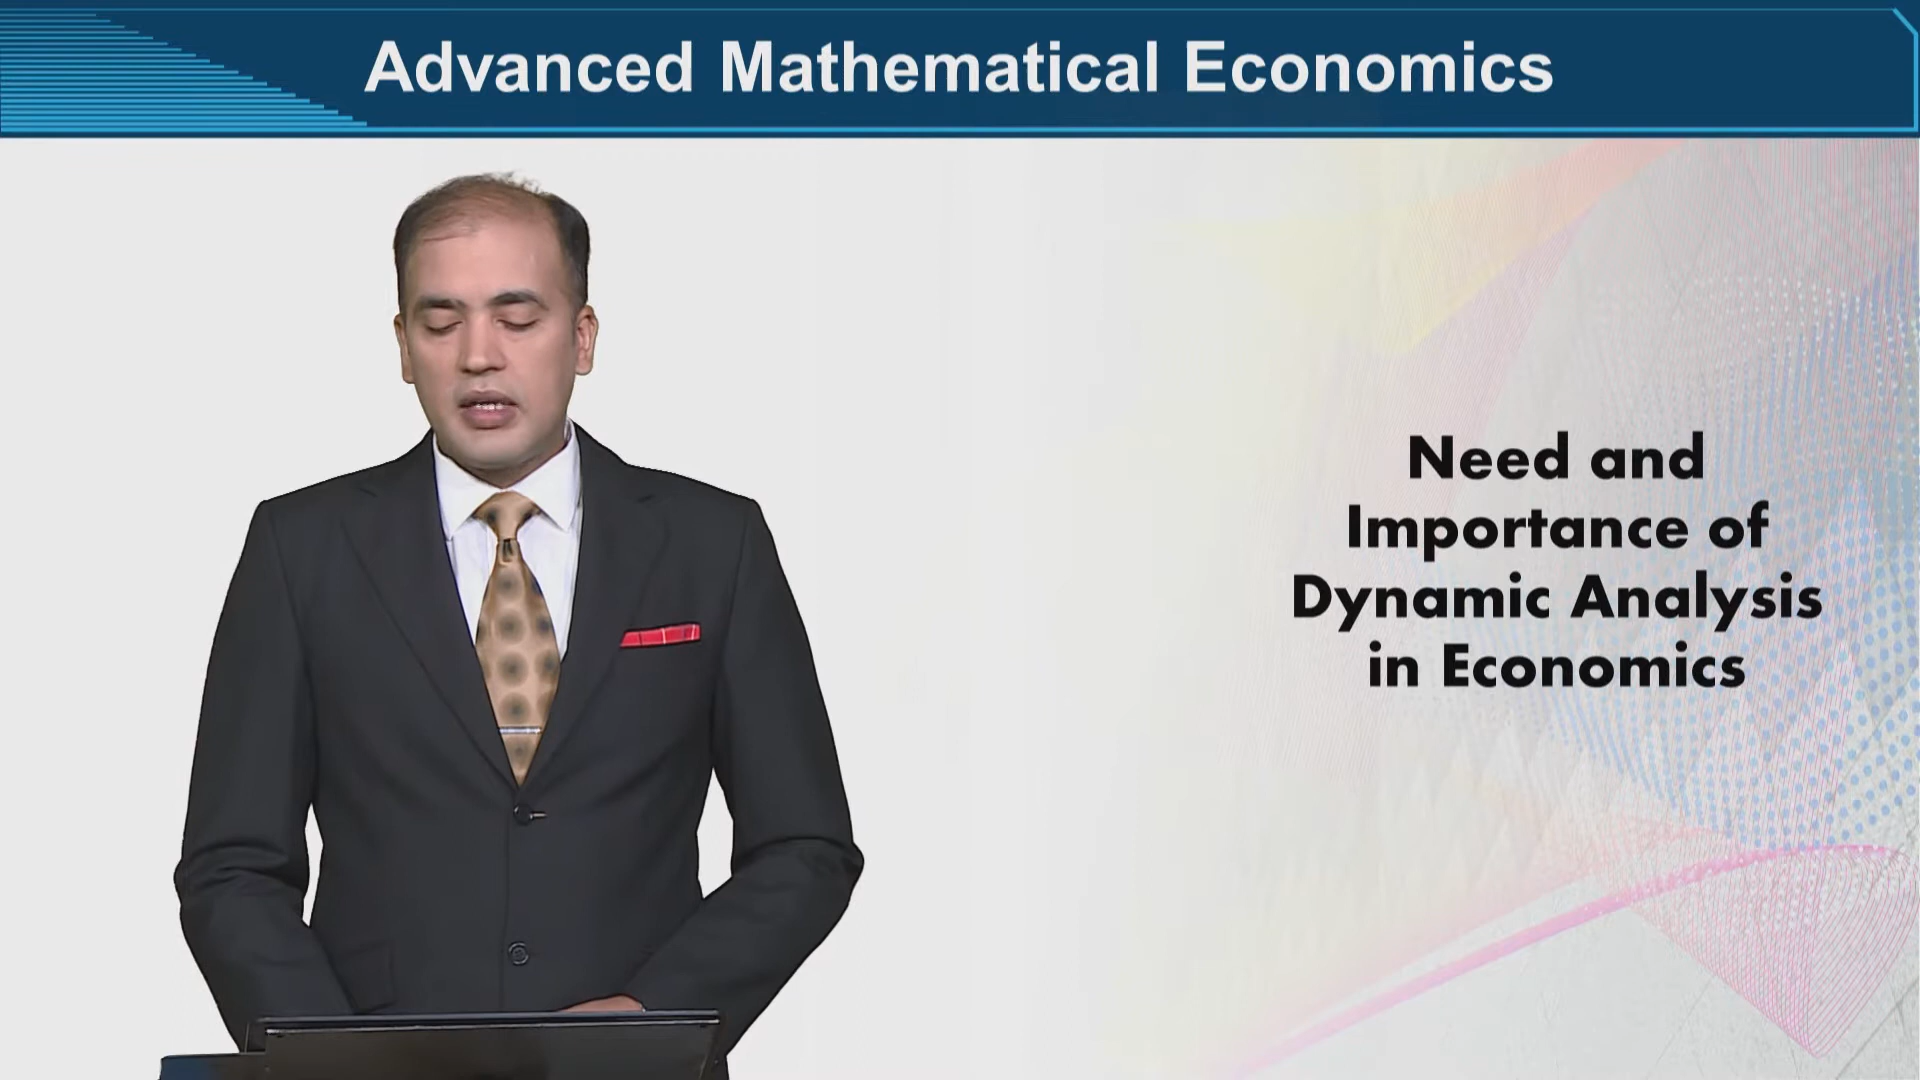 Advanced Mathematical Economics
Need and
Importance of
Dynamic Analysis
in Economics